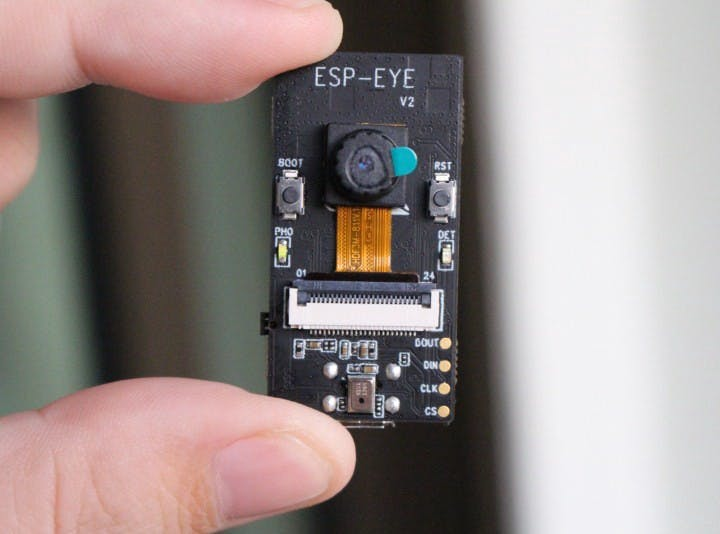 ESP-EYE
V2
BOOT
RST
PHO
DET
01
24
DOUT
DIN
CLK
CS